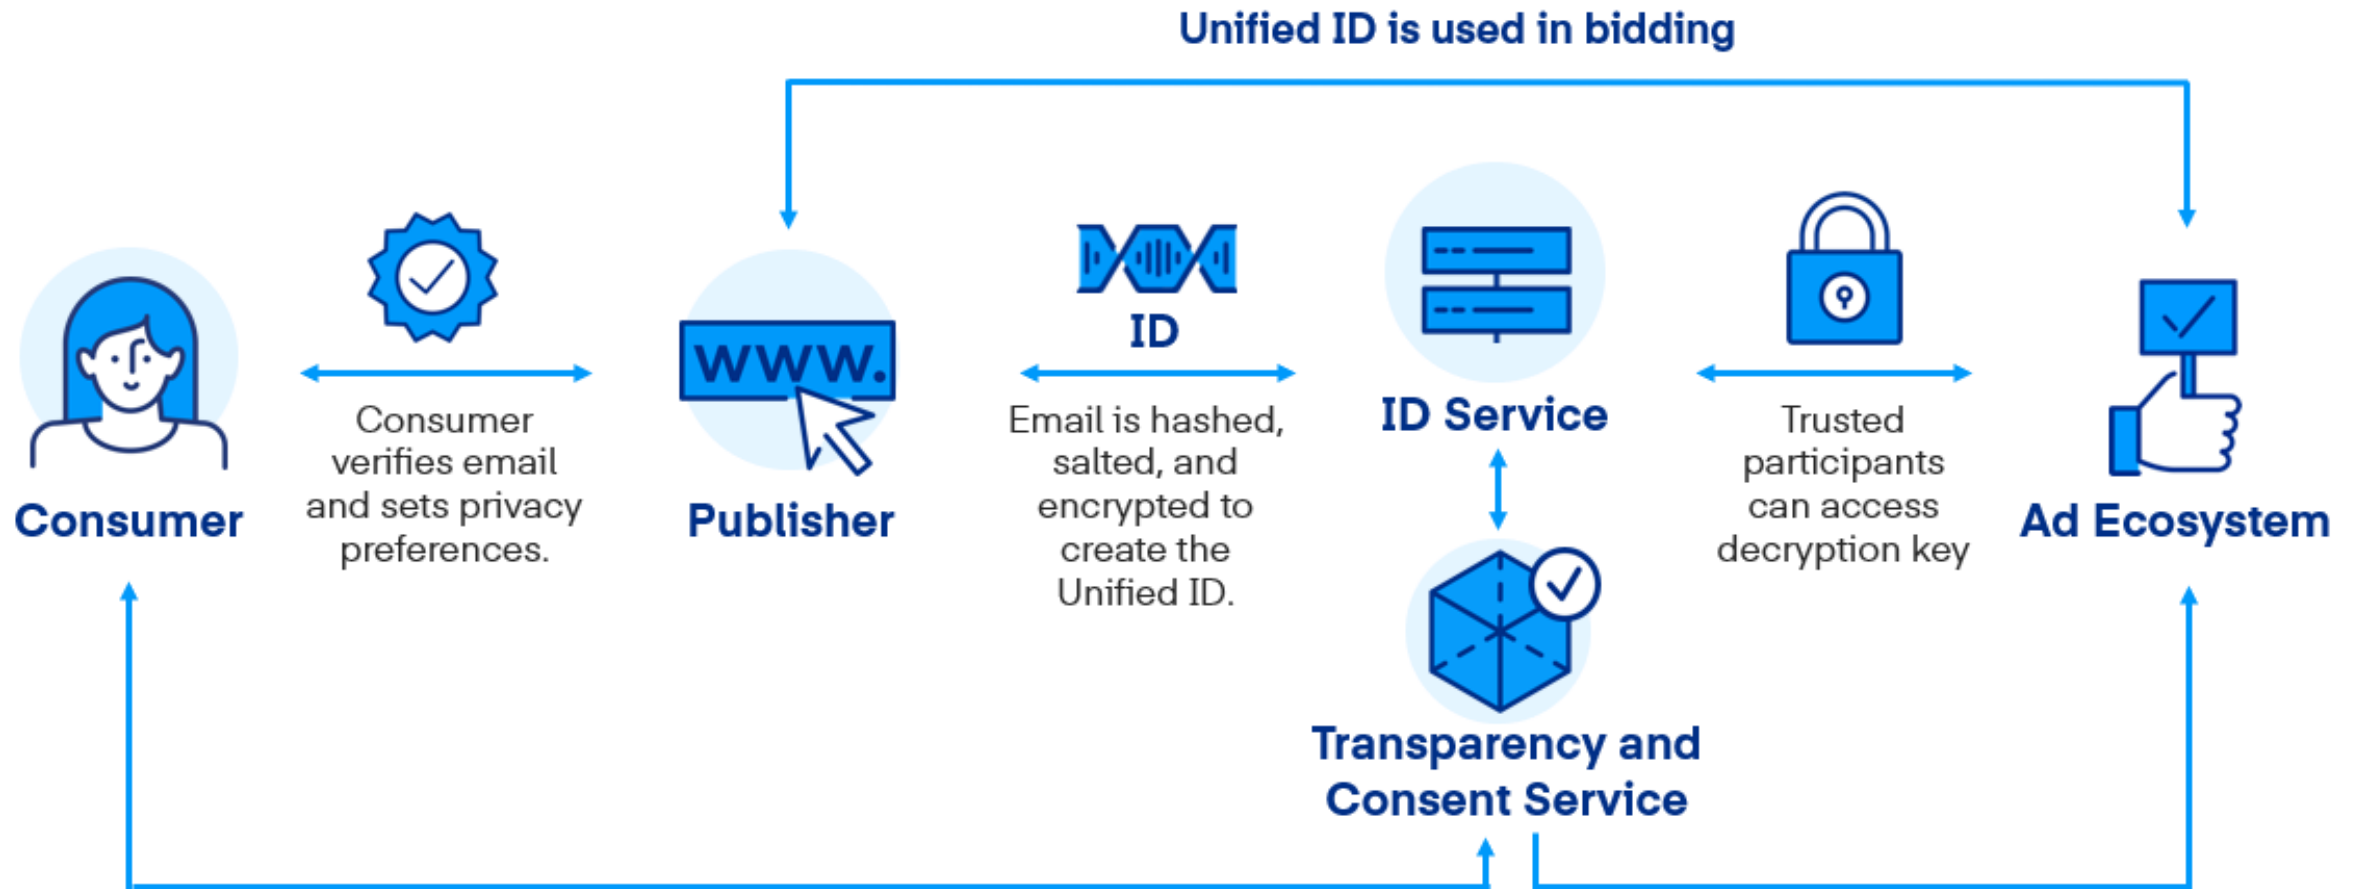 Unified ID is used in bidding
Consumer
Consumer
verifies email
and sets privacy
preferences.
www.
Publisher
ID
Email is hashed,
salted, and
encrypted to
create the
Unified ID.
ID Service
Trusted
participants
can access
decryption key
Ad Ecosystem
Transparency and
Consent Service